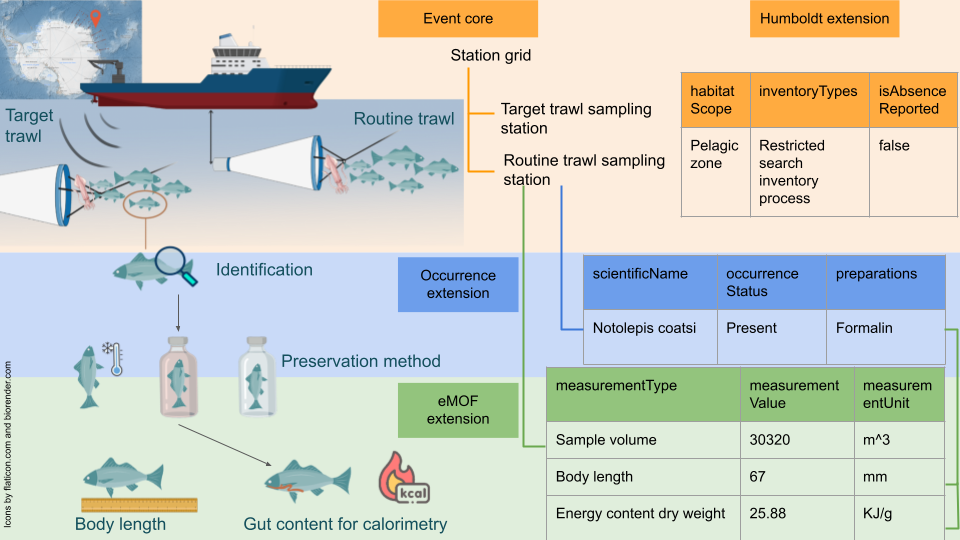 Event core
Humboldt extension
Station grid
Target trawl sampling
station
Routine trawl sampling
station
Target
trawl
Routine trawl
habitat
Scope
inventoryTypes
isAbsence
Reported
Pelagic
zone
Restricted
search
inventory
process
false
Identification
Occurrence
extension
scientificName
occurrence
Status
preparations
Notolepis coatsi
Present
Formalin
Preservation method
eMOF
extension
measurementType
measurement
Value
measurem
entUnit
Sample volume
30320
m^3
Body length
67
mm
Energy content dry weight
25.88
KJ/g
kcal
Body length
Gut content for calorimetry
Icons by flaticon.com and biorender.com